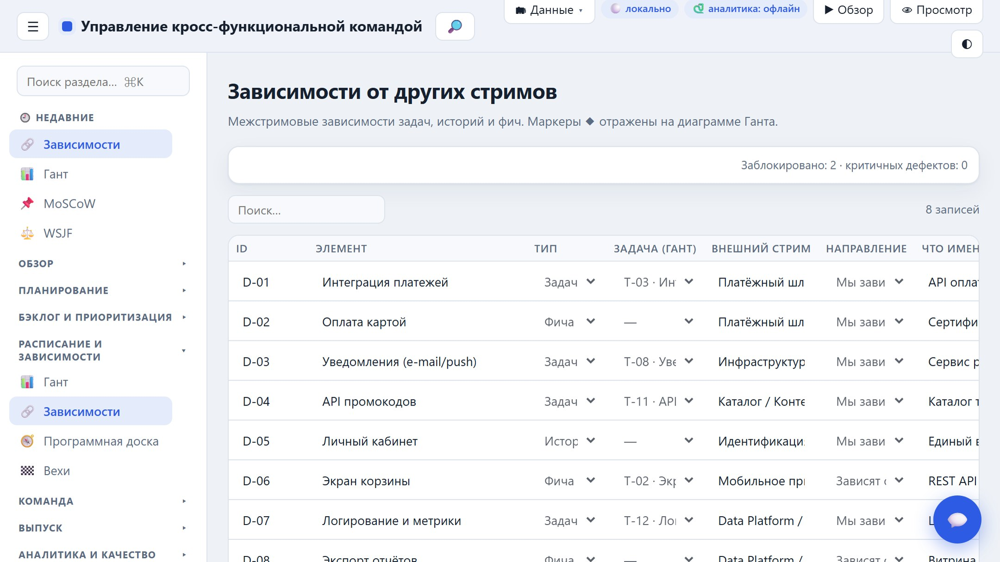 Управление кросс-функциональной командой
Данные
локально
аналитика: офлайн
Обзор
Просмотр
Поиск раздела... ⌘K
НЕДАВНИЕ
Зависимости
Гант
MoSCoW
WSJF
ОБЗОР
ПЛАНИРОВАНИЕ
БЭКЛОГ И ПРИОРИТИЗАЦИЯ
РАСПИСАНИЕ И
ЗАВИСИМОСТИ
Гант
Зависимости
Программная доска
Вехи
КОМАНДА
ВЫПУСК
АНАЛИТИКА И КАЧЕСТВО
Зависимости от других стримов
Межстримовые зависимости задач, историй и фич. Маркеры ◆ отражены на диаграмме Ганта.
Заблокировано: 2 · критичных дефектов: 0
Поиск...
8 записей
ID ЭЛЕМЕНТ ТИП ЗАДАЧА (ГАНТ) ВНЕШНИЙ СТРИМ НАПРАВЛЕНИЕ ЧТО ИМЕН
D-01 Интеграция платежей Задач T-03 · Инт Платёжный шл Мы зави API оплат
D-02 Оплата картой Фича — Платёжный шл Мы зави Сертифи
D-03 Уведомления (e-mail/push) Задач T-08 · Уве Инфраструктур Мы зави Сервис р
D-04 API промокодов Задач T-11 · API Каталог / Конте Мы зави Каталог т
D-05 Личный кабинет Истор — Идентификаци Мы зави Единый в
D-06 Экран корзины Фича T-02 · Экр Мобильное при Зависят о REST API
D-07 Логирование и метрики Задач T-12 · Лог Data Platform / Мы зави
D-08 Экспорт отчётов Фича — Data Platform / Зависят о Витрина